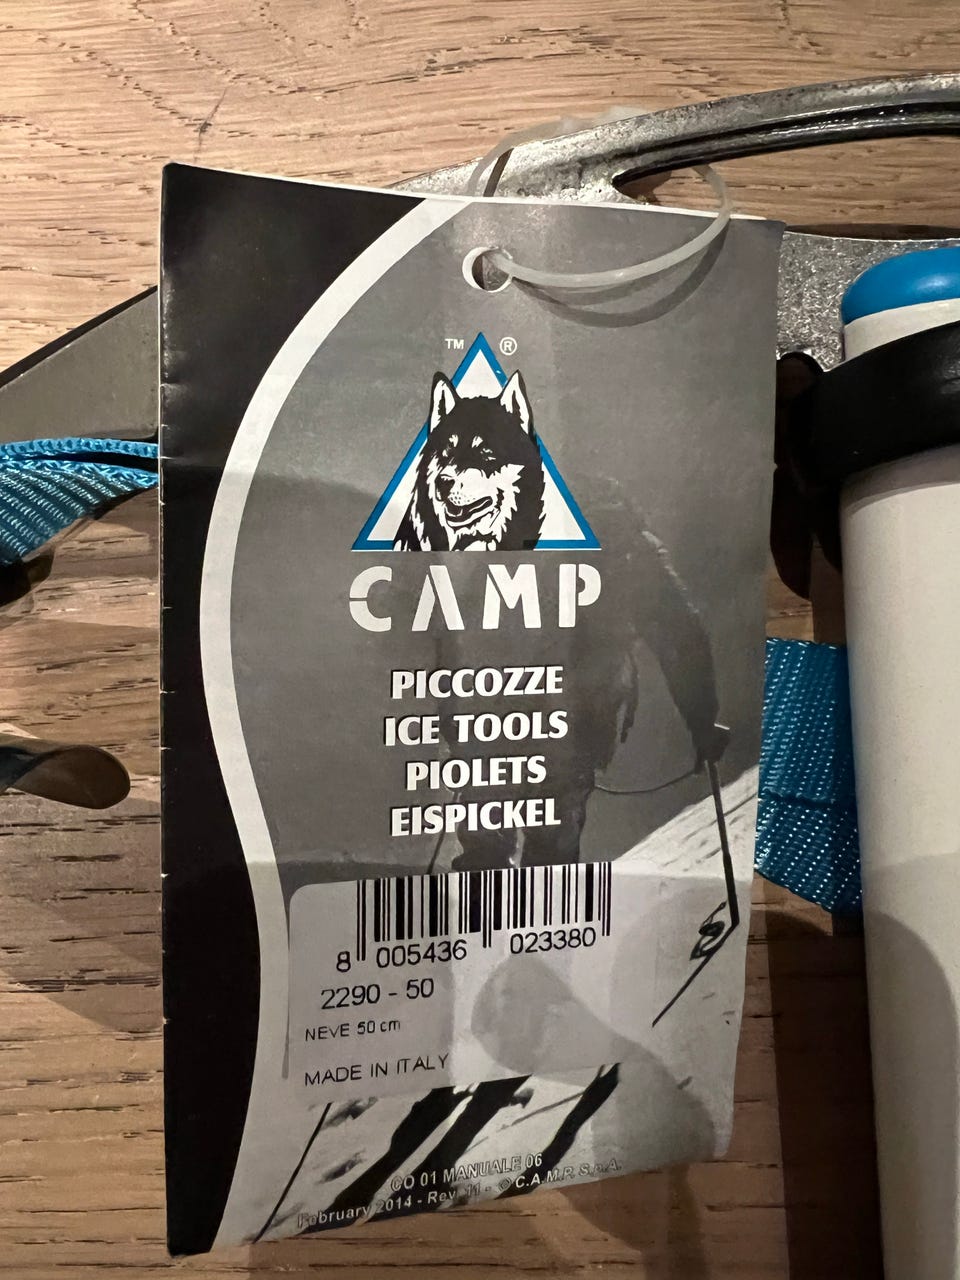 TM ®
CAMP
PICCOZZE
ICE TOOLS
PIOLETS
EISPICKEL
8 005436 023380
2290 - 50
NEVE 50 cm
MADE IN ITALY
CO 01 MANUALE 06
February 2014 - Rev. 11 - © C.A.M.P. S.p.A.